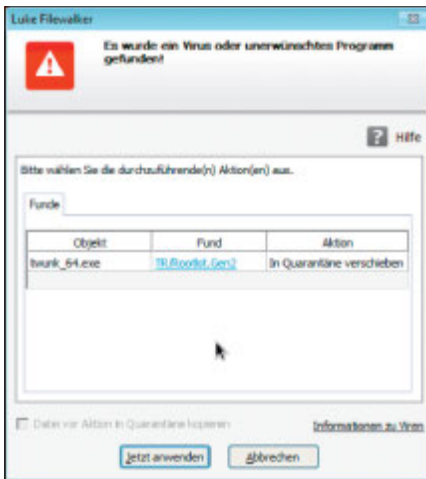 Luke Filewalker
Es wurde ein Virus oder unerwünschtes Programm
gefunden!
? Hilfe
Bitte wählen Sie die durchzuführende(n) Aktion(en) aus.
Funde
Objekt Fund Aktion
twunk_64.exe TR/Rootkit.Gen2 In Quarantäne verschieben
Datei vor Aktion in Quarantäne kopieren
Informationen zu Viren
Jetzt anwenden Abbrechen